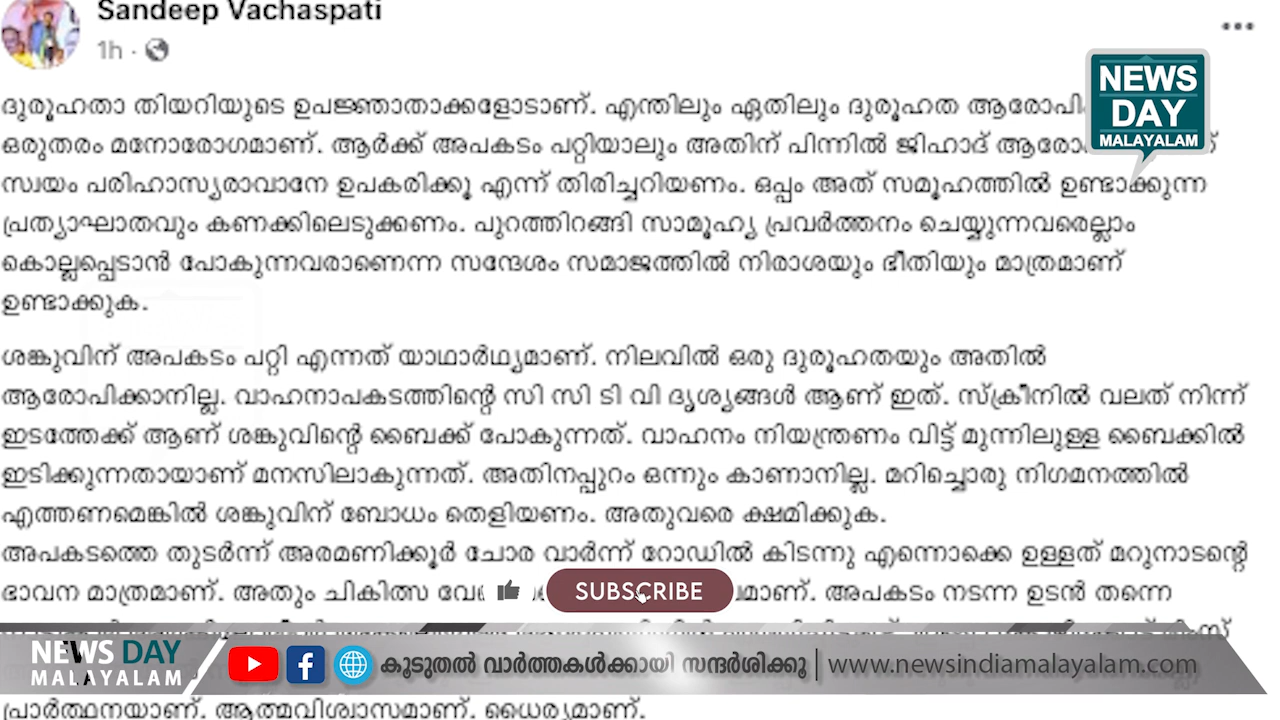 Sandeep Vachaspati
1h
ദുരൂഹതാ തിയറിയുടെ ഉപജ്ഞാതാക്കളോടാണ്. എന്തിലും ഏതിലും ദുരൂഹത
ഒരുതരം മനോരോഗമാണ്. ആർക്ക് അപകടം പറ്റിയാലും അതിന് പിന്നിൽ ജിഹാദ്
സ്വയം പരിഹാസ്യരാവാനേ ഉപകരിക്കൂ എന്ന് തിരിച്ചറിയണം. ഒപ്പം അത് സമൂഹത്തിൽ ഉണ്ടാക്കുന്ന
പ്രത്യാഘാതവും കണക്കിലെടുക്കണം. പുറത്തിറങ്ങി സാമൂഹ്യ പ്രവർത്തനം ചെയ്യുന്നവരെല്ലാം
കൊല്ലപ്പെടാൻ പോകുന്നവരാണെന്ന സന്ദേശം സമാജത്തിൽ നിരാശയും ഭീതിയും മാത്രമാണ്
ഉണ്ടാക്കുക.
ശങ്കുവിന് അപകടം പറ്റി എന്നത് യാഥാർഥ്യമാണ്. നിലവിൽ ഒരു ദുരൂഹതയും അതിൽ
ആരോപിക്കാനില്ല. വാഹനാപകടത്തിന്റെ സി സി ടി വി ദൃശ്യങ്ങൾ ആണ് ഇത്. സ്ക്രീനിൽ വലത് നിന്ന്
ഇടത്തേക്ക് ആണ് ശങ്കുവിന്റെ ബൈക്ക് പോകുന്നത്. വാഹനം നിയന്ത്രണം വിട്ട് മുന്നിലുള്ള ബൈക്കിൽ
ഇടിക്കുന്നതായാണ് മനസിലാകുന്നത്. അതിനപ്പുറം ഒന്നും കാണാനില്ല. മറിച്ചൊരു നിഗമനത്തിൽ
എത്തണമെങ്കിൽ ശങ്കുവിന് ബോധം തെളിയണം. അതുവരെ ക്ഷമിക്കുക.
അപകടത്തെ തുടർന്ന് അരമണിക്കൂർ ചോര വാർന്ന് റോഡിൽ കിടന്നു എന്നൊക്കെ ഉള്ളത് മറുനാടന്റെ
ഭാവന മാത്രമാണ്. അതും ചികിത്സ അപകടം നടന്ന ഉടൻ തന്നെ
പ്രാർത്ഥനയാണ്. ആത്മവിശ്വാസമാണ്. ധൈര്യമാണ്.
NEWS
DAY
MALAYALAM
SUBSCRIBE
NEWS DAY
MALAYALAM
കൂടുതൽ വാർത്തകൾക്കായി സന്ദർശിക്കൂ | www.newsindiamalayalam.com